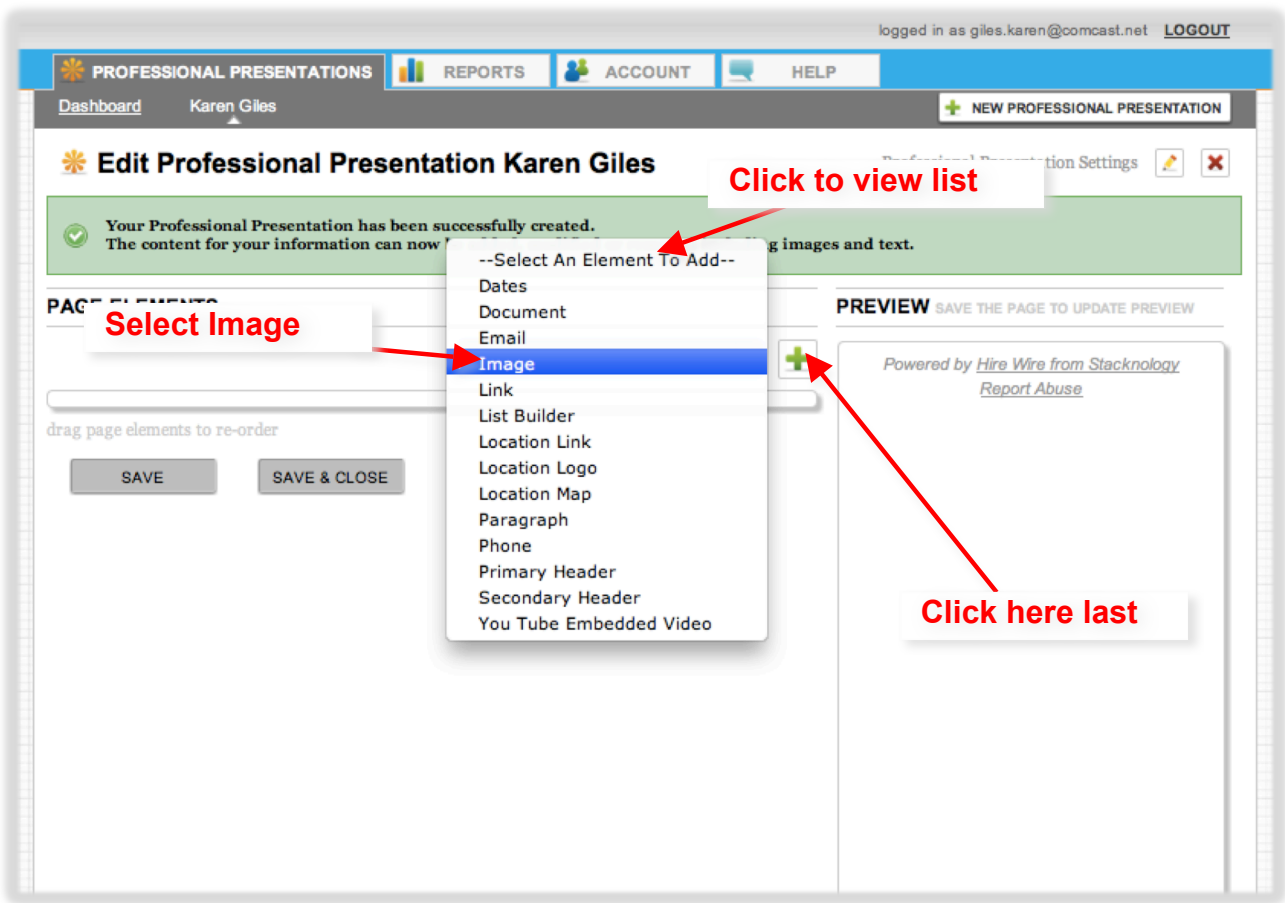 logged in as giles.karen@comcast.net LOGOUT
PROFESSIONAL PRESENTATIONS REPORTS ACCOUNT HELP
Dashboard Karen Giles NEW PROFESSIONAL PRESENTATION
Edit Professional Presentation Karen Giles
Settings
Click to view list
Your Professional Presentation has been successfully created.
The content for your information can now images and text.
--Select An Element To Add--
Dates
Document
Email
Image
Link
List Builder
Location Link
Location Logo
Location Map
Paragraph
Phone
Primary Header
Secondary Header
You Tube Embedded Video
Select Image
drag page elements to re-order
SAVE SAVE & CLOSE
PREVIEW SAVE THE PAGE TO UPDATE PREVIEW
Powered by Hire Wire from Stacknology
Report Abuse
Click here last